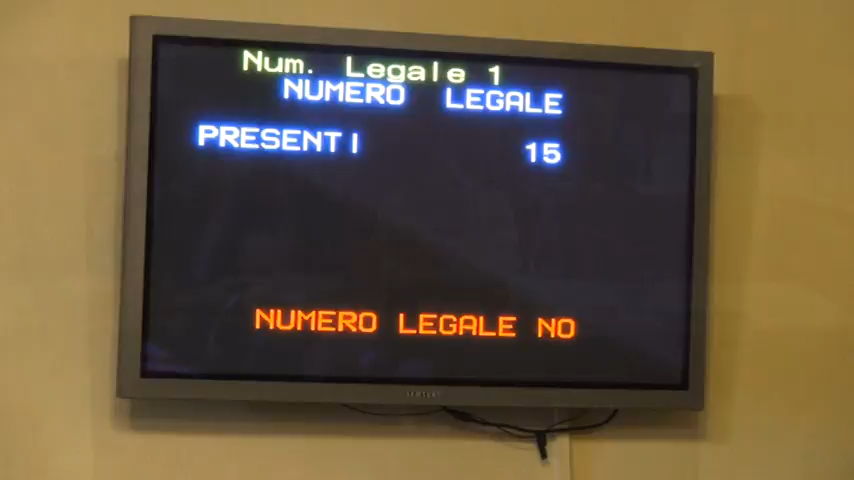 Num. Legale 1
NUMERO LEGALE
PRESENTI 15
NUMERO LEGALE NO